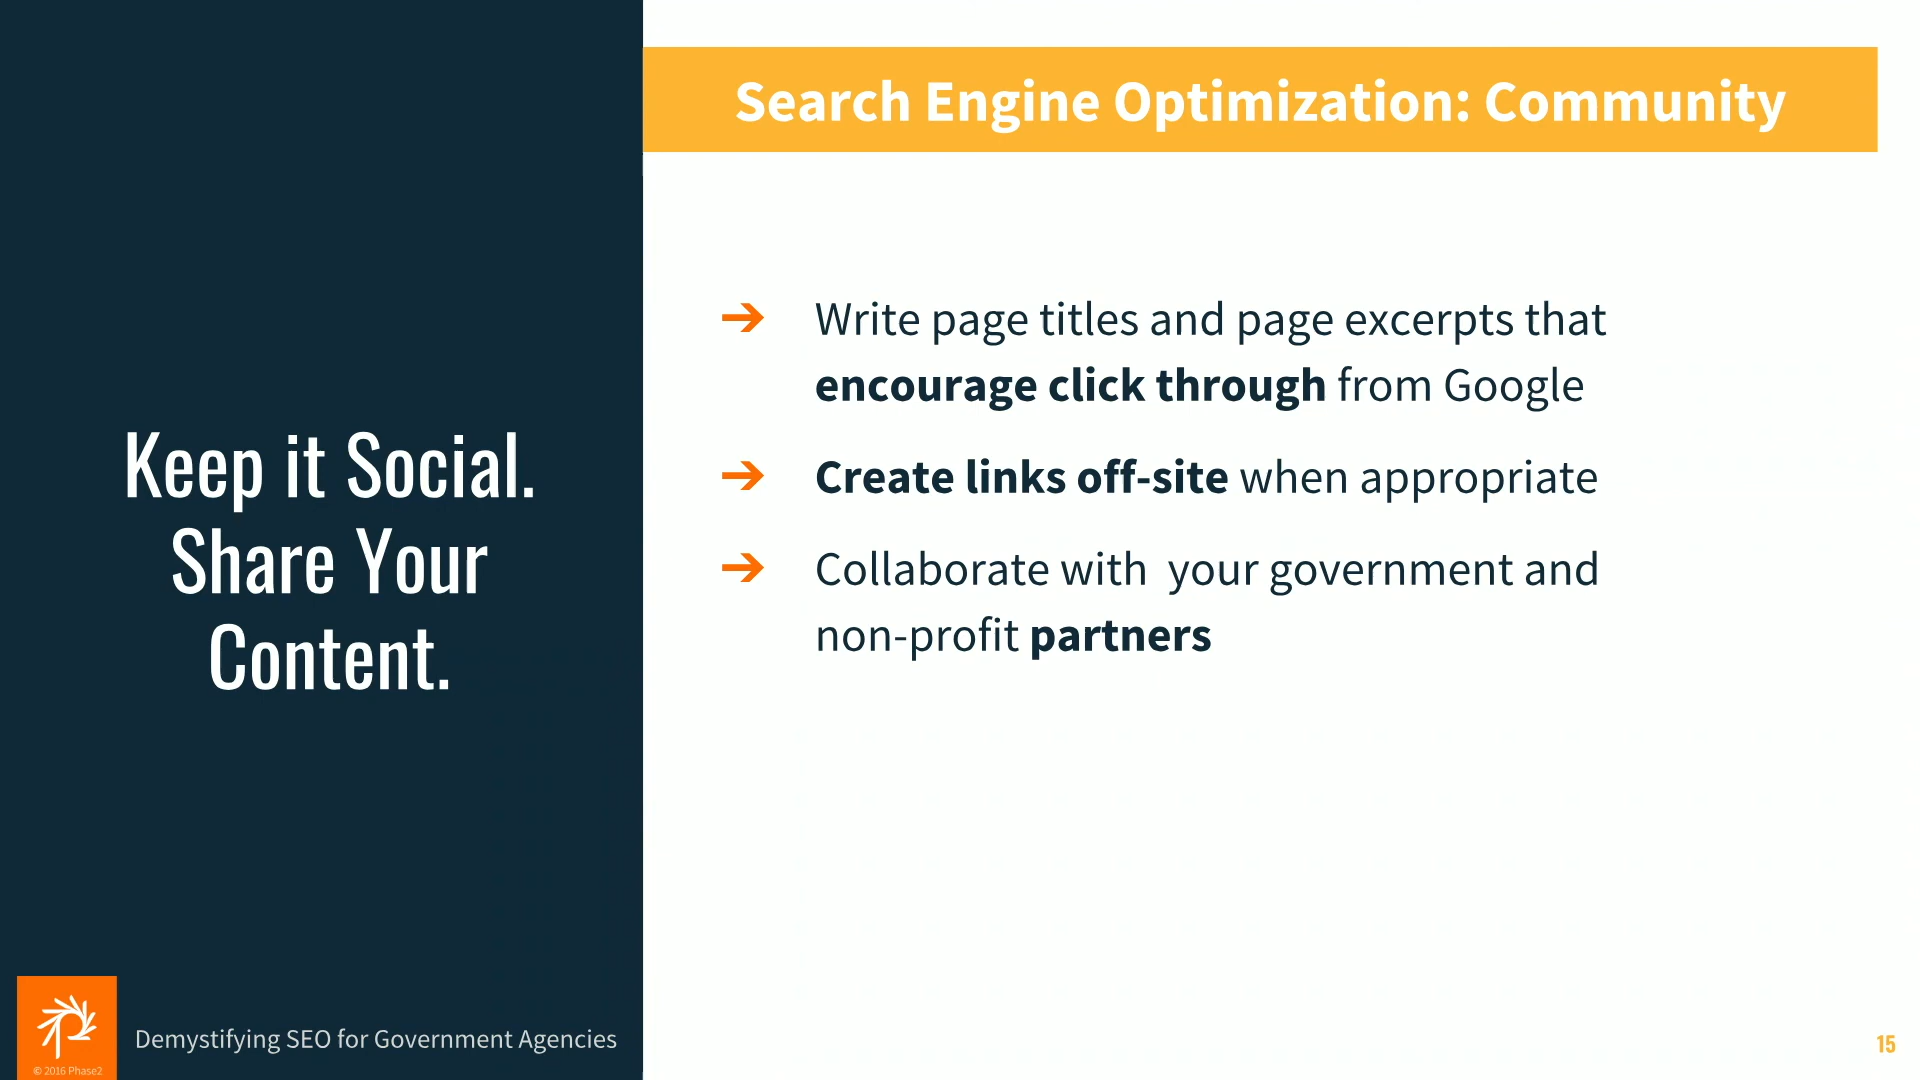 Search Engine Optimization: Community
Keep it Social.
Share Your
Content.
➔ Write page titles and page excerpts that
encourage click through from Google
➔ Create links off-site when appropriate
➔ Collaborate with  your government and
non-profit partners
Demystifying SEO for Government Agencies
© 2016 Phase2
15